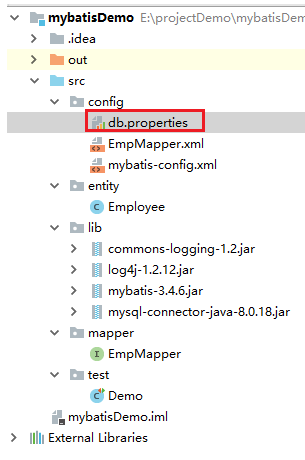 mybatisDemo E:\projectDemo\mybatisDem
.idea
out
src
config
db.properties
EmpMapper.xml
mybatis-config.xml
entity
Employee
lib
commons-logging-1.2.jar
log4j-1.2.12.jar
mybatis-3.4.6.jar
mysql-connector-java-8.0.18.jar
mapper
EmpMapper
test
Demo
mybatisDemo.iml
External Libraries